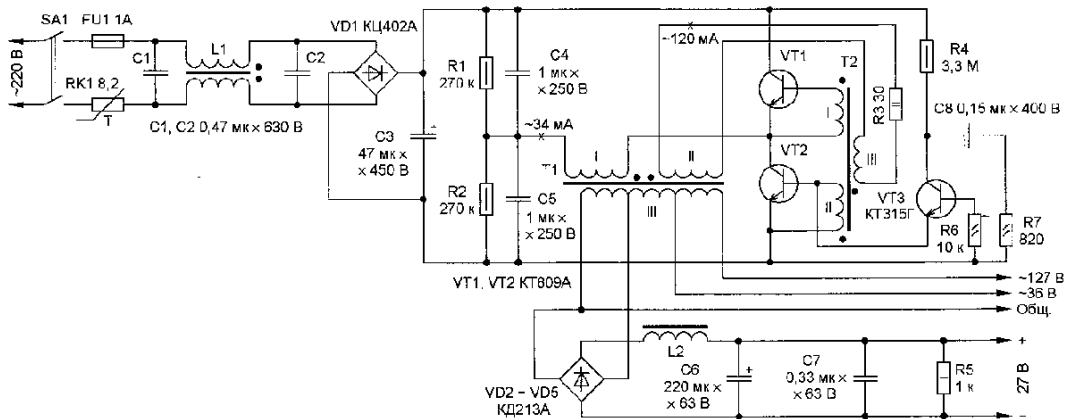 SA1 FU1 1А
~220 В
C1
L1
C2
RK1 8,2
T
C1, C2 0,47 мк × 630 В
VD1 КЦ402А
C3
47 мк ×
× 450 В
R1
270 к
C4
1 мк ×
× 250 В
~34 мА
R2
270 к
C5
1 мк ×
× 250 В
T1
I
II
III
~120 мА
VT1
VT2
VT1, VT2 КТ809А
T2
I
II
III
R3 30
R4
3,3 М
C8 0,15 мк × 400 В
VT3
КТ315Г
R6
10 к
R7
820
~127 В
~36 В
Общ.
VD2 – VD5
КД213А
L2
C6
220 мк ×
× 63 В
+
C7
0,33 мк ×
× 63 В
R5
1 к
+
27 В
–